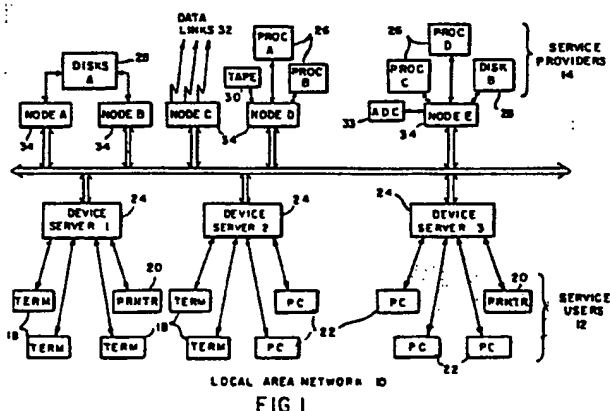 DATA
LINKS 32
PROC
A
26
26
PROC
D
SERVICE
PROVIDERS
14
DISKS
A
28
TAPE
30
PROC
B
PROC
C
DISK
B
28
ADC
33
NODE A
NODE B
NODE C
NODE D
NODE E
34
34
34
34
DEVICE
SERVER 1
24
DEVICE
SERVER 2
24
DEVICE
SERVER 3
24
20
TERM
PRNTR
TERM
PC
PC
20
PRNTR
SERVICE
USERS
12
18
TERM
TERM
18
TERM
PC
22
PC
PC
22
LOCAL AREA NETWORK 10
FIG 1